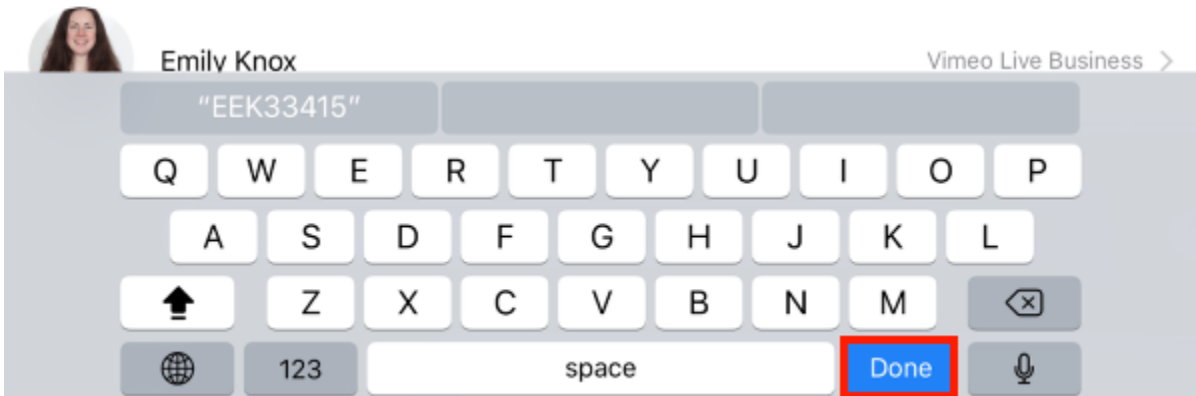 Emily Knox Vimeo Live Business >
“EEK33415”
Q W E R T Y U I O P
A S D F G H J K L
Z X C V B N M
123 space Done